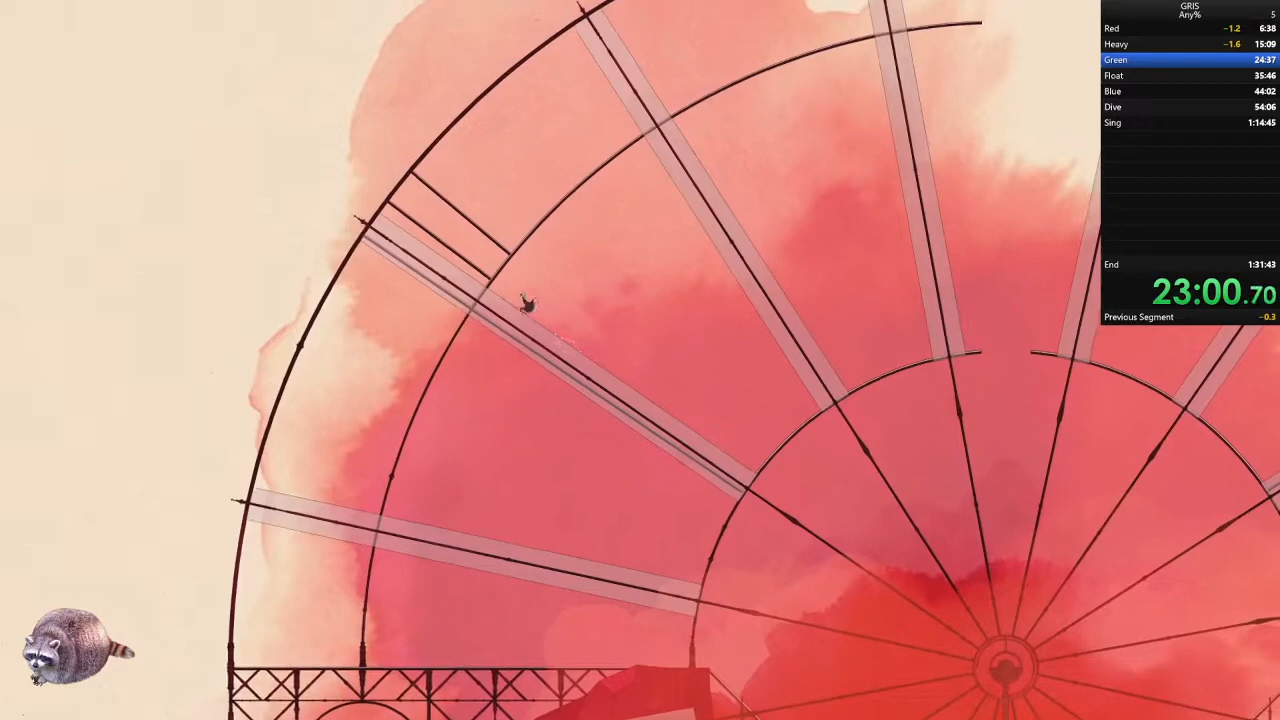 GRIS
Any% 5
Red −1.2 6:38
Heavy −1.6 15:09
Green 24:37
Float 35:46
Blue 44:02
Dive 54:06
Sing 1:14:45
End 1:31:43
23:00.70
Previous Segment −0.3